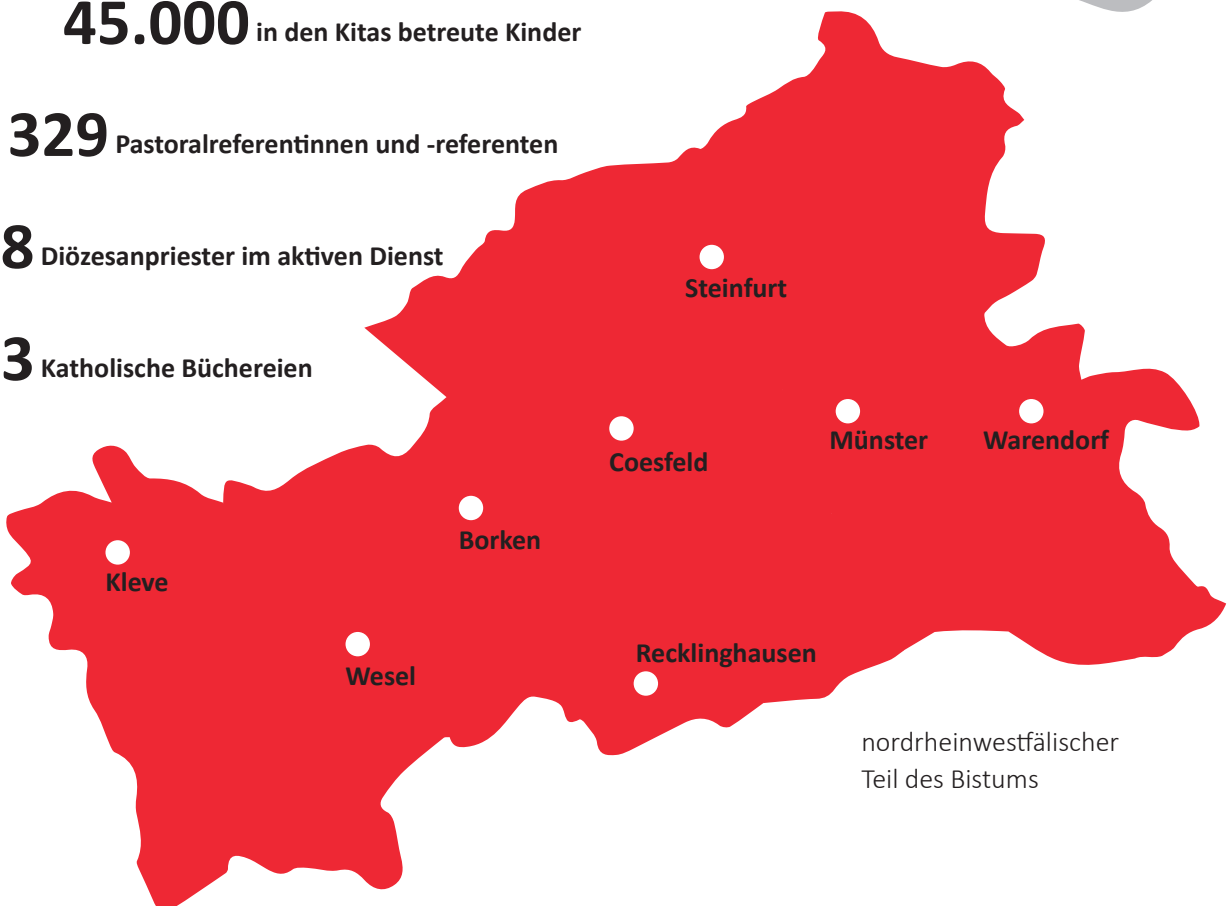 45.000 in den Kitas betreute Kinder
329 Pastoralreferentinnen und -referenten
8 Diözesanpriester im aktiven Dienst
3 Katholische Büchereien
Steinfurt
Münster
Warendorf
Coesfeld
Borken
Kleve
Wesel
Recklinghausen
nordrheinwestfälischer
Teil des Bistums